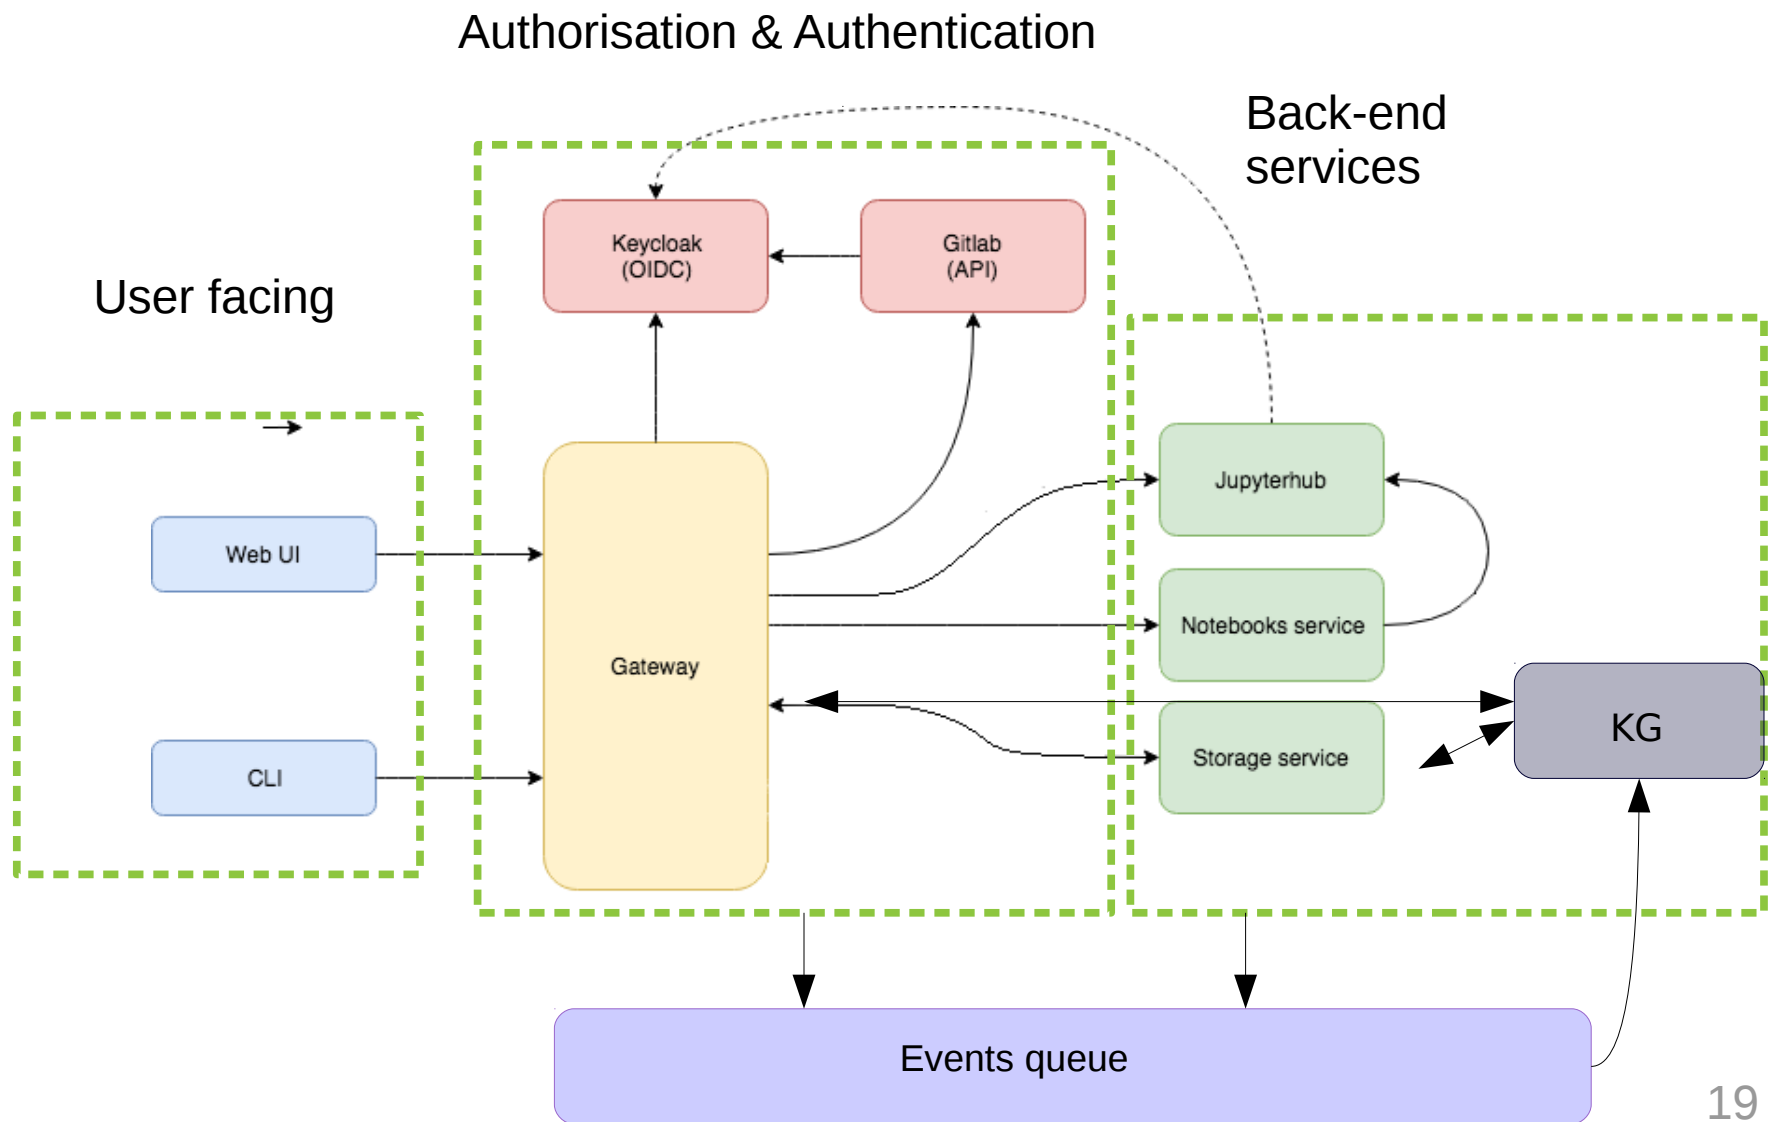 Authorisation & Authentication
Back-end
services
User facing
Keycloak
(OIDC)
Gitlab
(API)
Jupyterhub
Web UI
Notebooks service
Gateway
KG
Storage service
CLI
Events queue
19